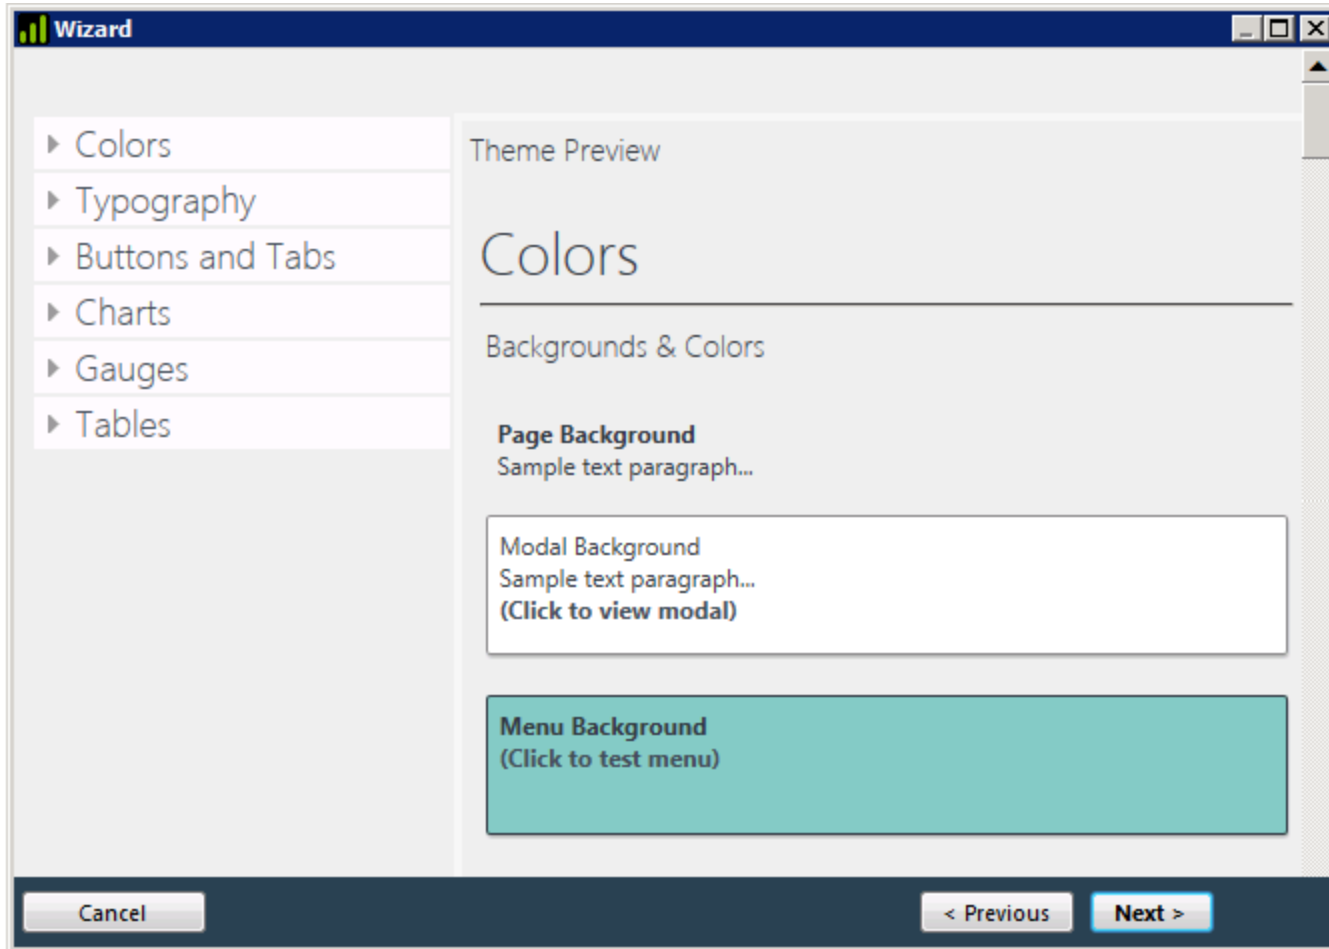 Wizard
Colors
Typography
Buttons and Tabs
Charts
Gauges
Tables
Theme Preview
Colors
Backgrounds & Colors
Page Background
Sample text paragraph...
Modal Background
Sample text paragraph...
(Click to view modal)
Menu Background
(Click to test menu)
Cancel
< Previous
Next >